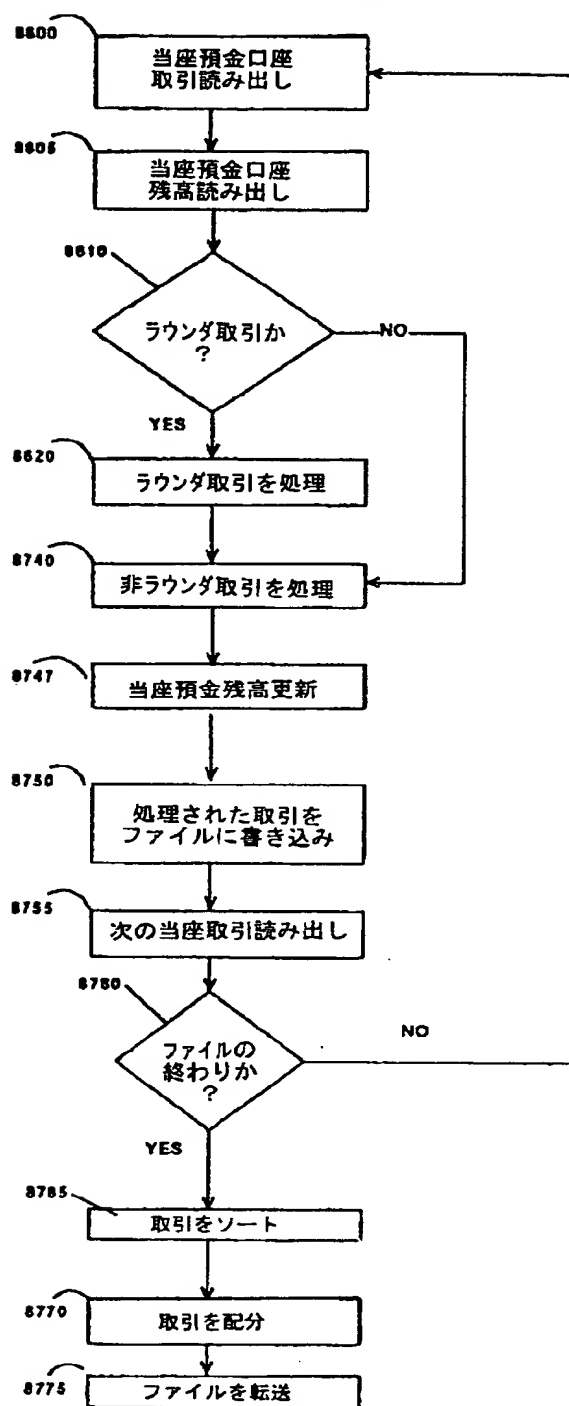 8600
当座預金口座
取引読み出し
8605
当座預金口座
残高読み出し
8610
ラウンダ取引か
?
NO
YES
8620
ラウンダ取引を処理
8740
非ラウンダ取引を処理
8747
当座預金残高更新
8750
処理された取引を
ファイルに書き込み
8755
次の当座取引読み出し
8760
ファイルの
終わりか
?
NO
YES
8765
取引をソート
8770
取引を配分
8775
ファイルを転送